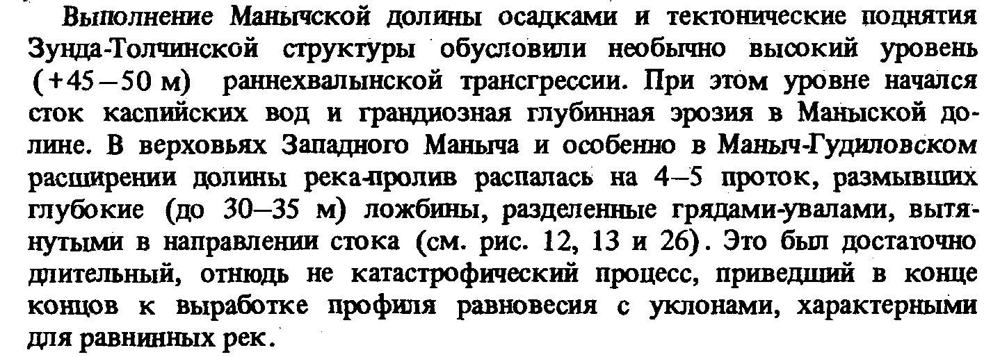 Выполнение Манычской долины осадками и тектонические поднятия
Зунда-Толчинской структуры обусловили необычно высокий уровень
(+45—50 м) раннехвалынской трансгрессии. При этом уровне начался
сток каспийских вод и грандиозная глубинная эрозия в Маныской до-
лине. В верховьях Западного Маныча и особенно в Маныч-Гудиловском
расширении долины река-пролив распалась на 4—5 проток, размывших
глубокие (до 30—35 м) ложбины, разделенные грядами-увалами, вытя-
нутыми в направлении стока (см. рис. 12, 13 и 26). Это был достаточно
длительный, отнюдь не катастрофический процесс, приведший в конце
концов к выработке профиля равновесия с уклонами, характерными
для равнинных рек.